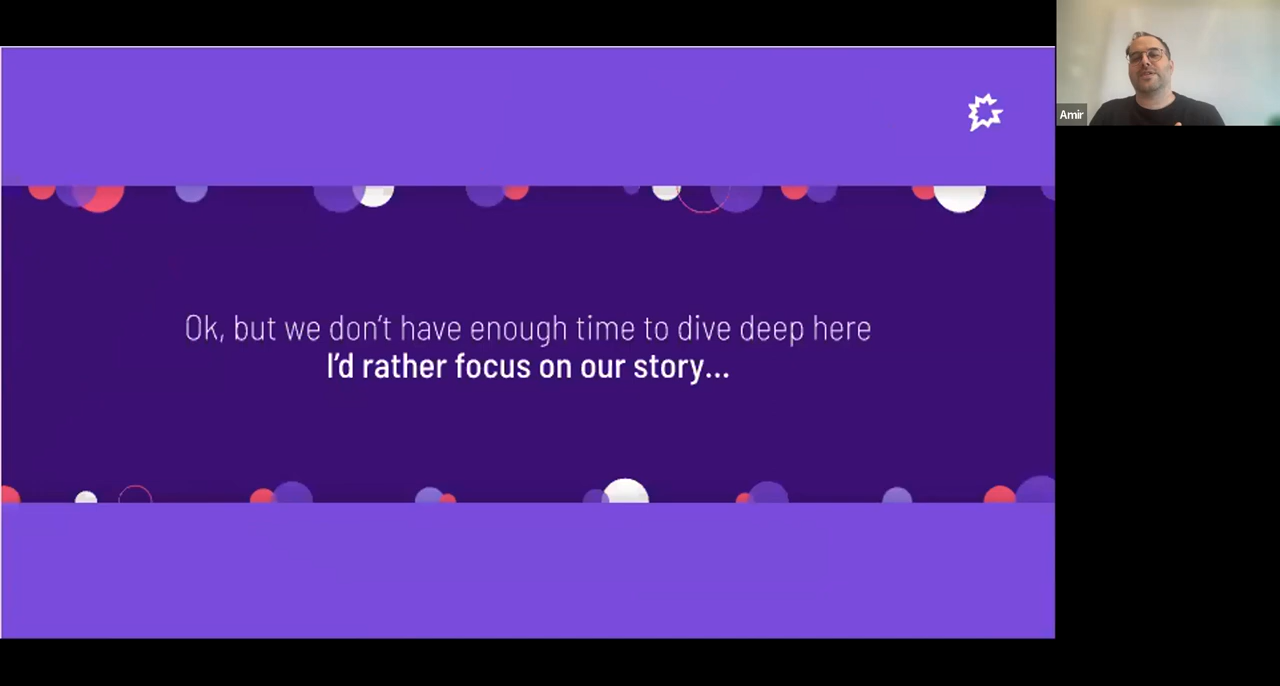 Ok, but we don't have enough time to dive deep here
I'd rather focus on our story...
Amir